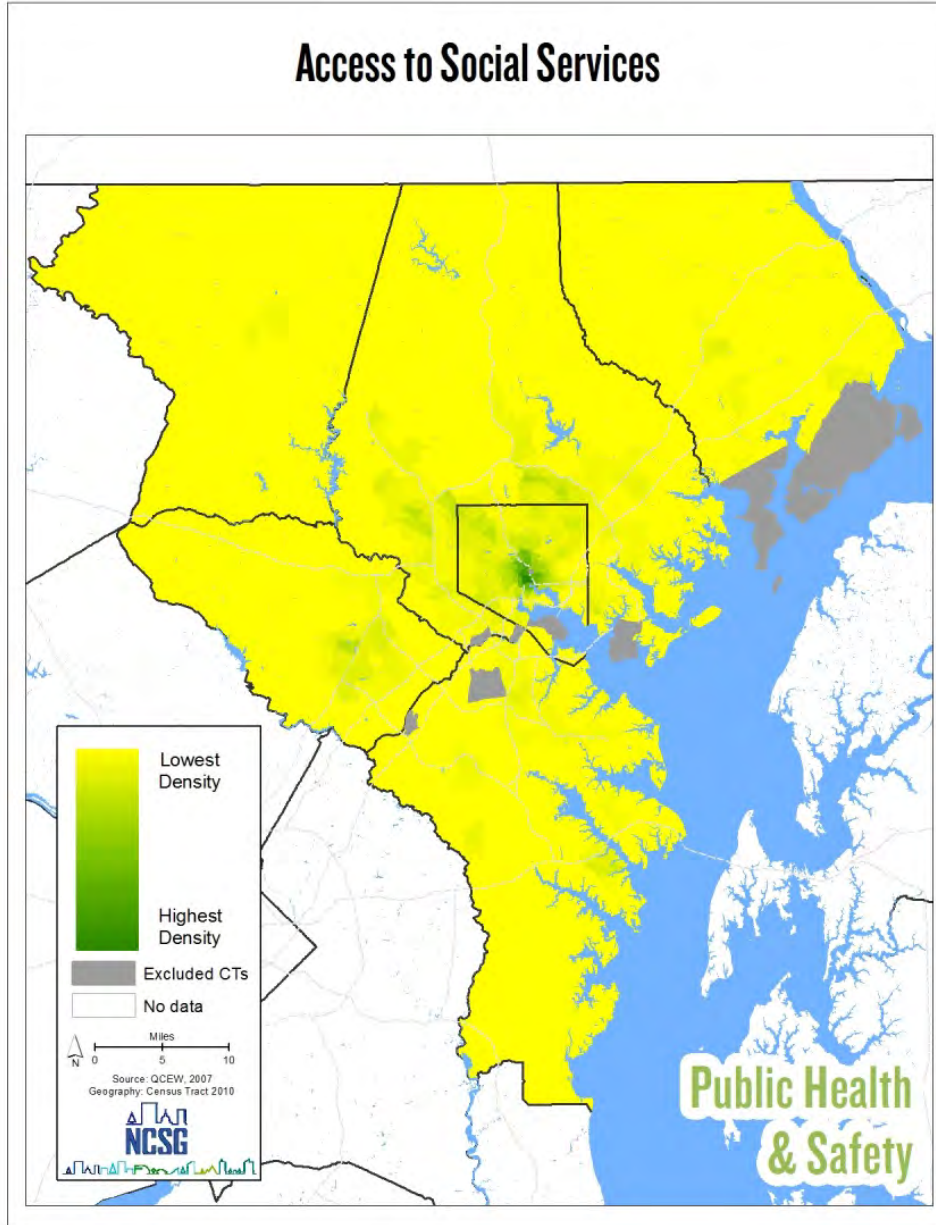 Access to Social Services
Lowest
Density
Highest
Density
Excluded CTs
No data
Miles
N
0
5
10
Source: QCEW, 2007
Geography: Census Tract 2010
NCSG
Public Health
& Safety